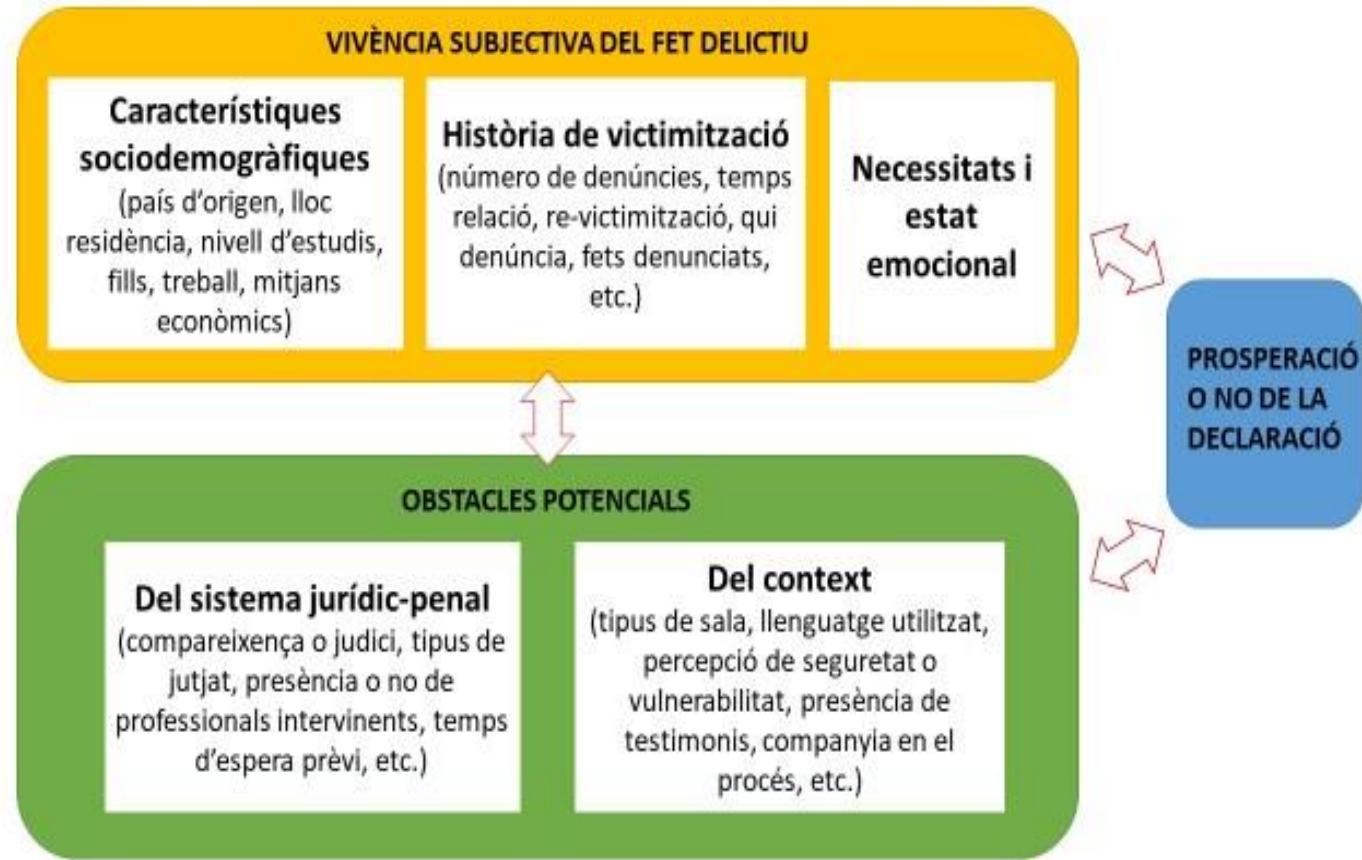 VIVÈNCIA SUBJECTIVA DEL FET DELICTIU
Característiques
sociodemogràfiques
(país d'origen, lloc
residència, nivell d'estudis,
fills, treball, mitjans
econòmics)
Història de victimització
(número de denúncies, temps
relació, re-victimització, qui
denúncia, fets denunciats,
etc.)
Necessitats i
estat
emocional
PROSPERACIÓ
O NO DE LA
DECLARACIÓ
OBSTACLES POTENCIALS
Del sistema jurídic-penal
(compareixença o judici, tipus de
jutjat, presència o no de
professionals intervinents, temps
d'espera prèvi, etc.)
Del context
(tipus de sala, llenguatge utilitzat,
percepció de seguretat o
vulnerabilitat, presència de
testimonis, companyia en el
procés, etc.)